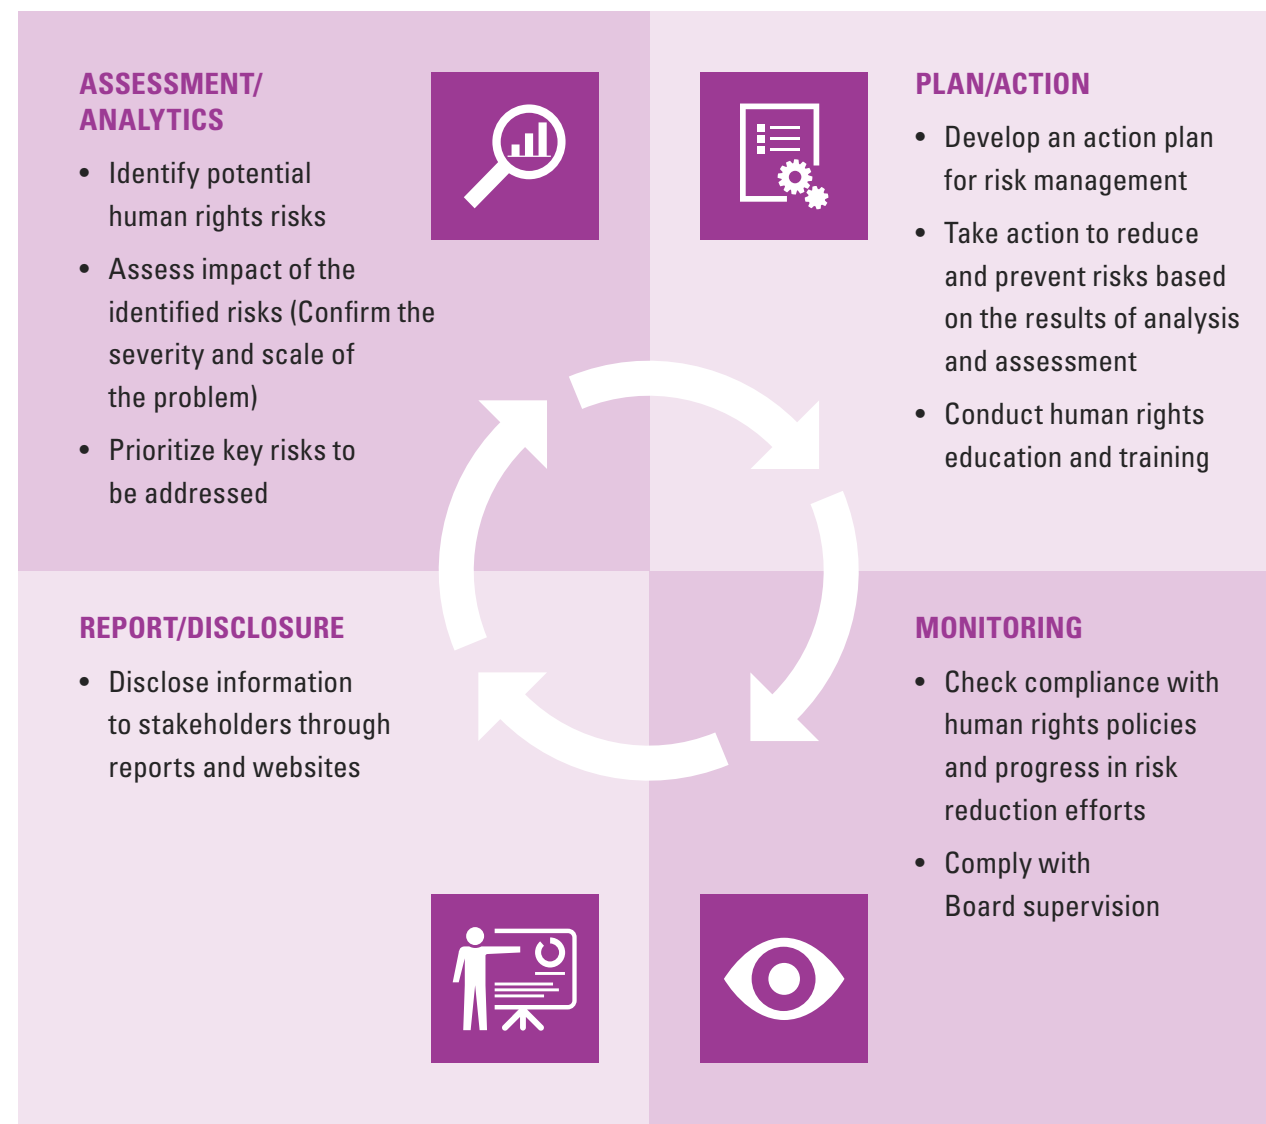 ASSESSMENT/
ANALYTICS
• Identify potential
human rights risks
• Assess impact of the
identified risks (Confirm the
severity and scale of
the problem)
• Prioritize key risks to
be addressed
PLAN/ACTION
• Develop an action plan
for risk management
• Take action to reduce
and prevent risks based
on the results of analysis
and assessment
• Conduct human rights
education and training
REPORT/DISCLOSURE
• Disclose information
to stakeholders through
reports and websites
MONITORING
• Check compliance with
human rights policies
and progress in risk
reduction efforts
• Comply with
Board supervision